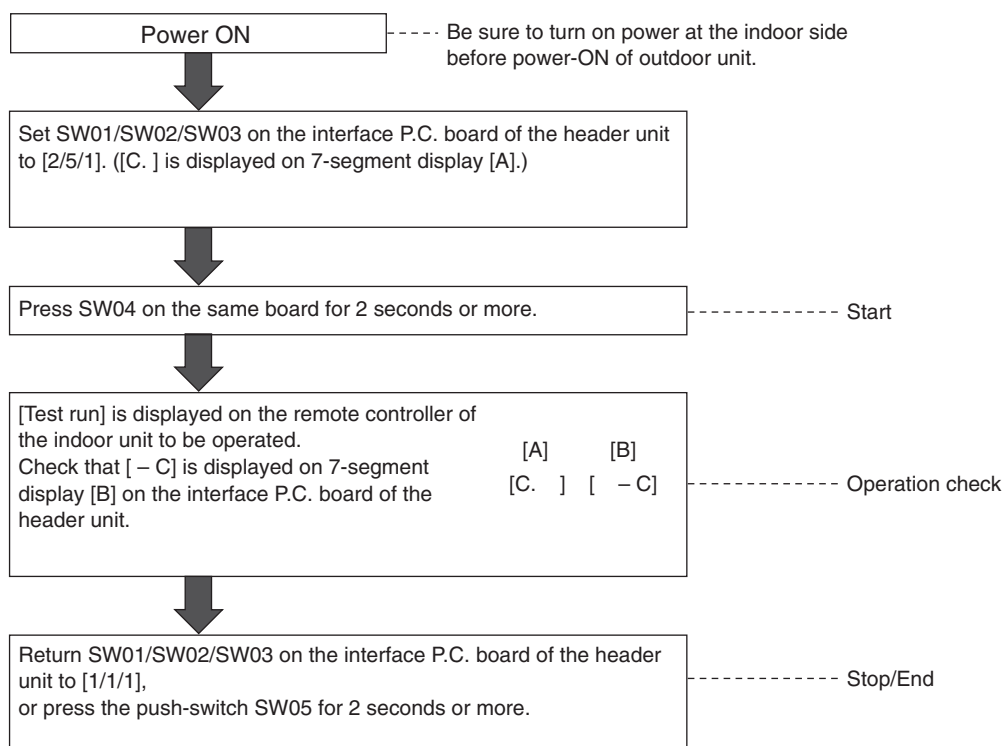 Power ON
Be sure to turn on power at the indoor side
before power-ON of outdoor unit.
Set SW01/SW02/SW03 on the interface P.C. board of the header unit
to [2/5/1]. ([C. ] is displayed on 7-segment display [A].)
Press SW04 on the same board for 2 seconds or more.
Start
[Test run] is displayed on the remote controller of
the indoor unit to be operated.
Check that [ – C] is displayed on 7-segment
display [B] on the interface P.C. board of the
header unit.
[A] [B]
[C. ] [ – C]
Operation check
Return SW01/SW02/SW03 on the interface P.C. board of the header
unit to [1/1/1],
or press the push-switch SW05 for 2 seconds or more.
Stop/End